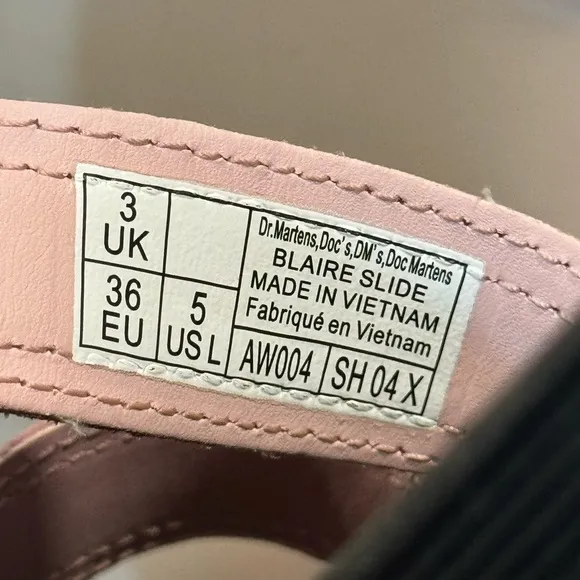 3
UK
36
EU
5
US L
Dr.Martens,Doc's,DM's,Doc Martens
BLAIRE SLIDE
MADE IN VIETNAM
Fabriqué en Vietnam
AW004
SH 04 X